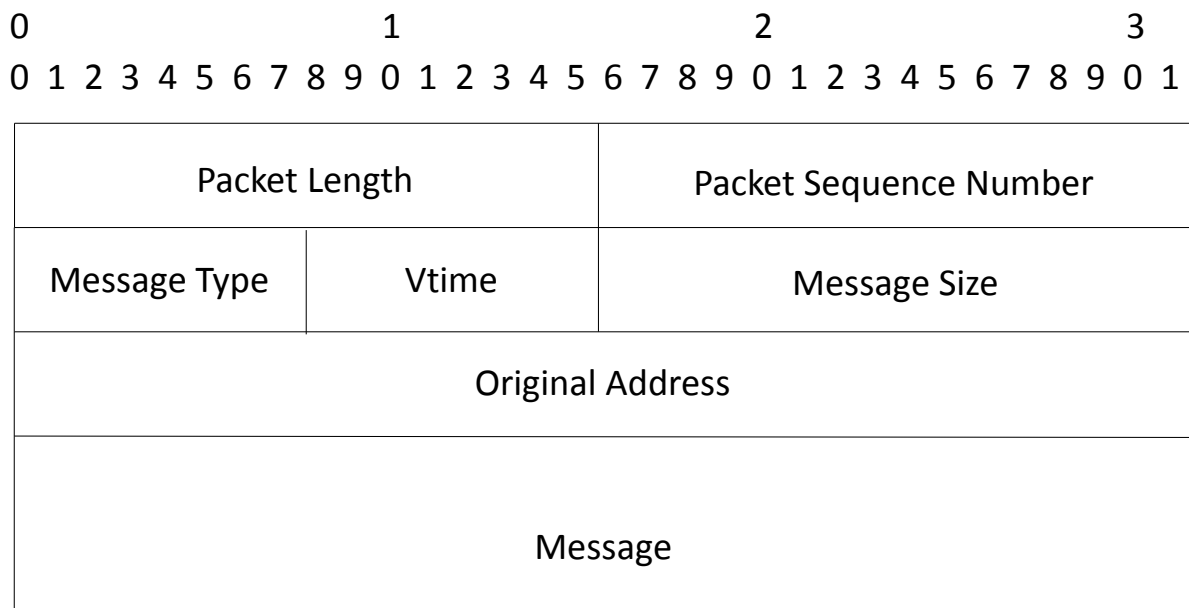 0 1 2 3
0 1 2 3 4 5 6 7 8 9 0 1 2 3 4 5 6 7 8 9 0 1 2 3 4 5 6 7 8 9 0 1
Packet Length Packet Sequence Number
Message Type Vtime Message Size
Original Address
Message